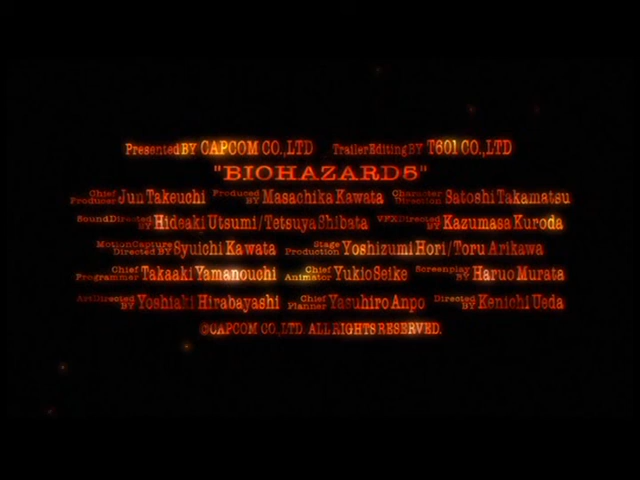 Presented BY CAPCOM CO.,LTD TrailerEditing BY T601 CO.,LTD
"BIOHAZARD5"
Chief Producer Jun Takeuchi Produced BY Masachika Kawata Character Direction Satoshi Takamatsu
SoundDirected BY Hideaki Utsumi/Tetsuya Shibata VFXDirected BY Kazumasa Kuroda
MotionCapture Directed BY Syuichi Kawata Stage Production Yoshizumi Hori/Toru Arikawa
Chief Programmer Takaaki Yamanouchi Chief Animator Yukio Seike Screenplay BY Haruo Murata
ArtDirected BY Yoshiaki Hirabayashi Chief Planner Yasuhiro Anpo Directed BY Kenichi Ueda
©CAPCOM CO.,LTD. ALL RIGHTS RESERVED.